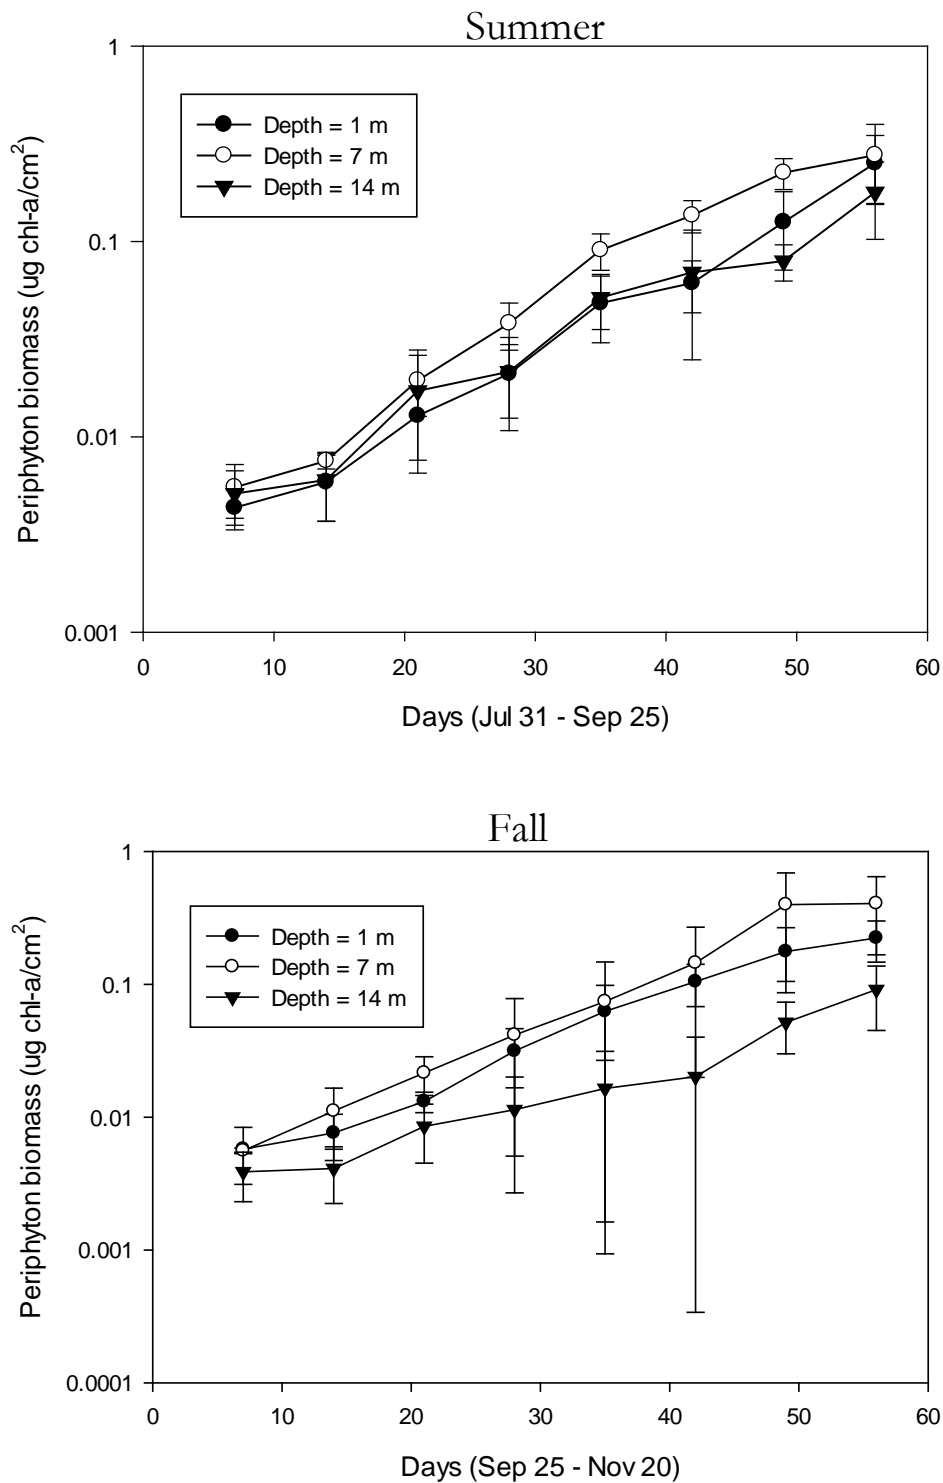 Summer
1
Depth = 1 m
Depth = 7 m
Depth = 14 m
0.1
0.01
0.001
Periphyton biomass (ug chl-a/cm²)
0 10 20 30 40 50 60
Days (Jul 31 - Sep 25)
Fall
1
Depth = 1 m
Depth = 7 m
Depth = 14 m
0.1
0.01
0.001
0.0001
Periphyton biomass (ug chl-a/cm²)
0 10 20 30 40 50 60
Days (Sep 25 - Nov 20)